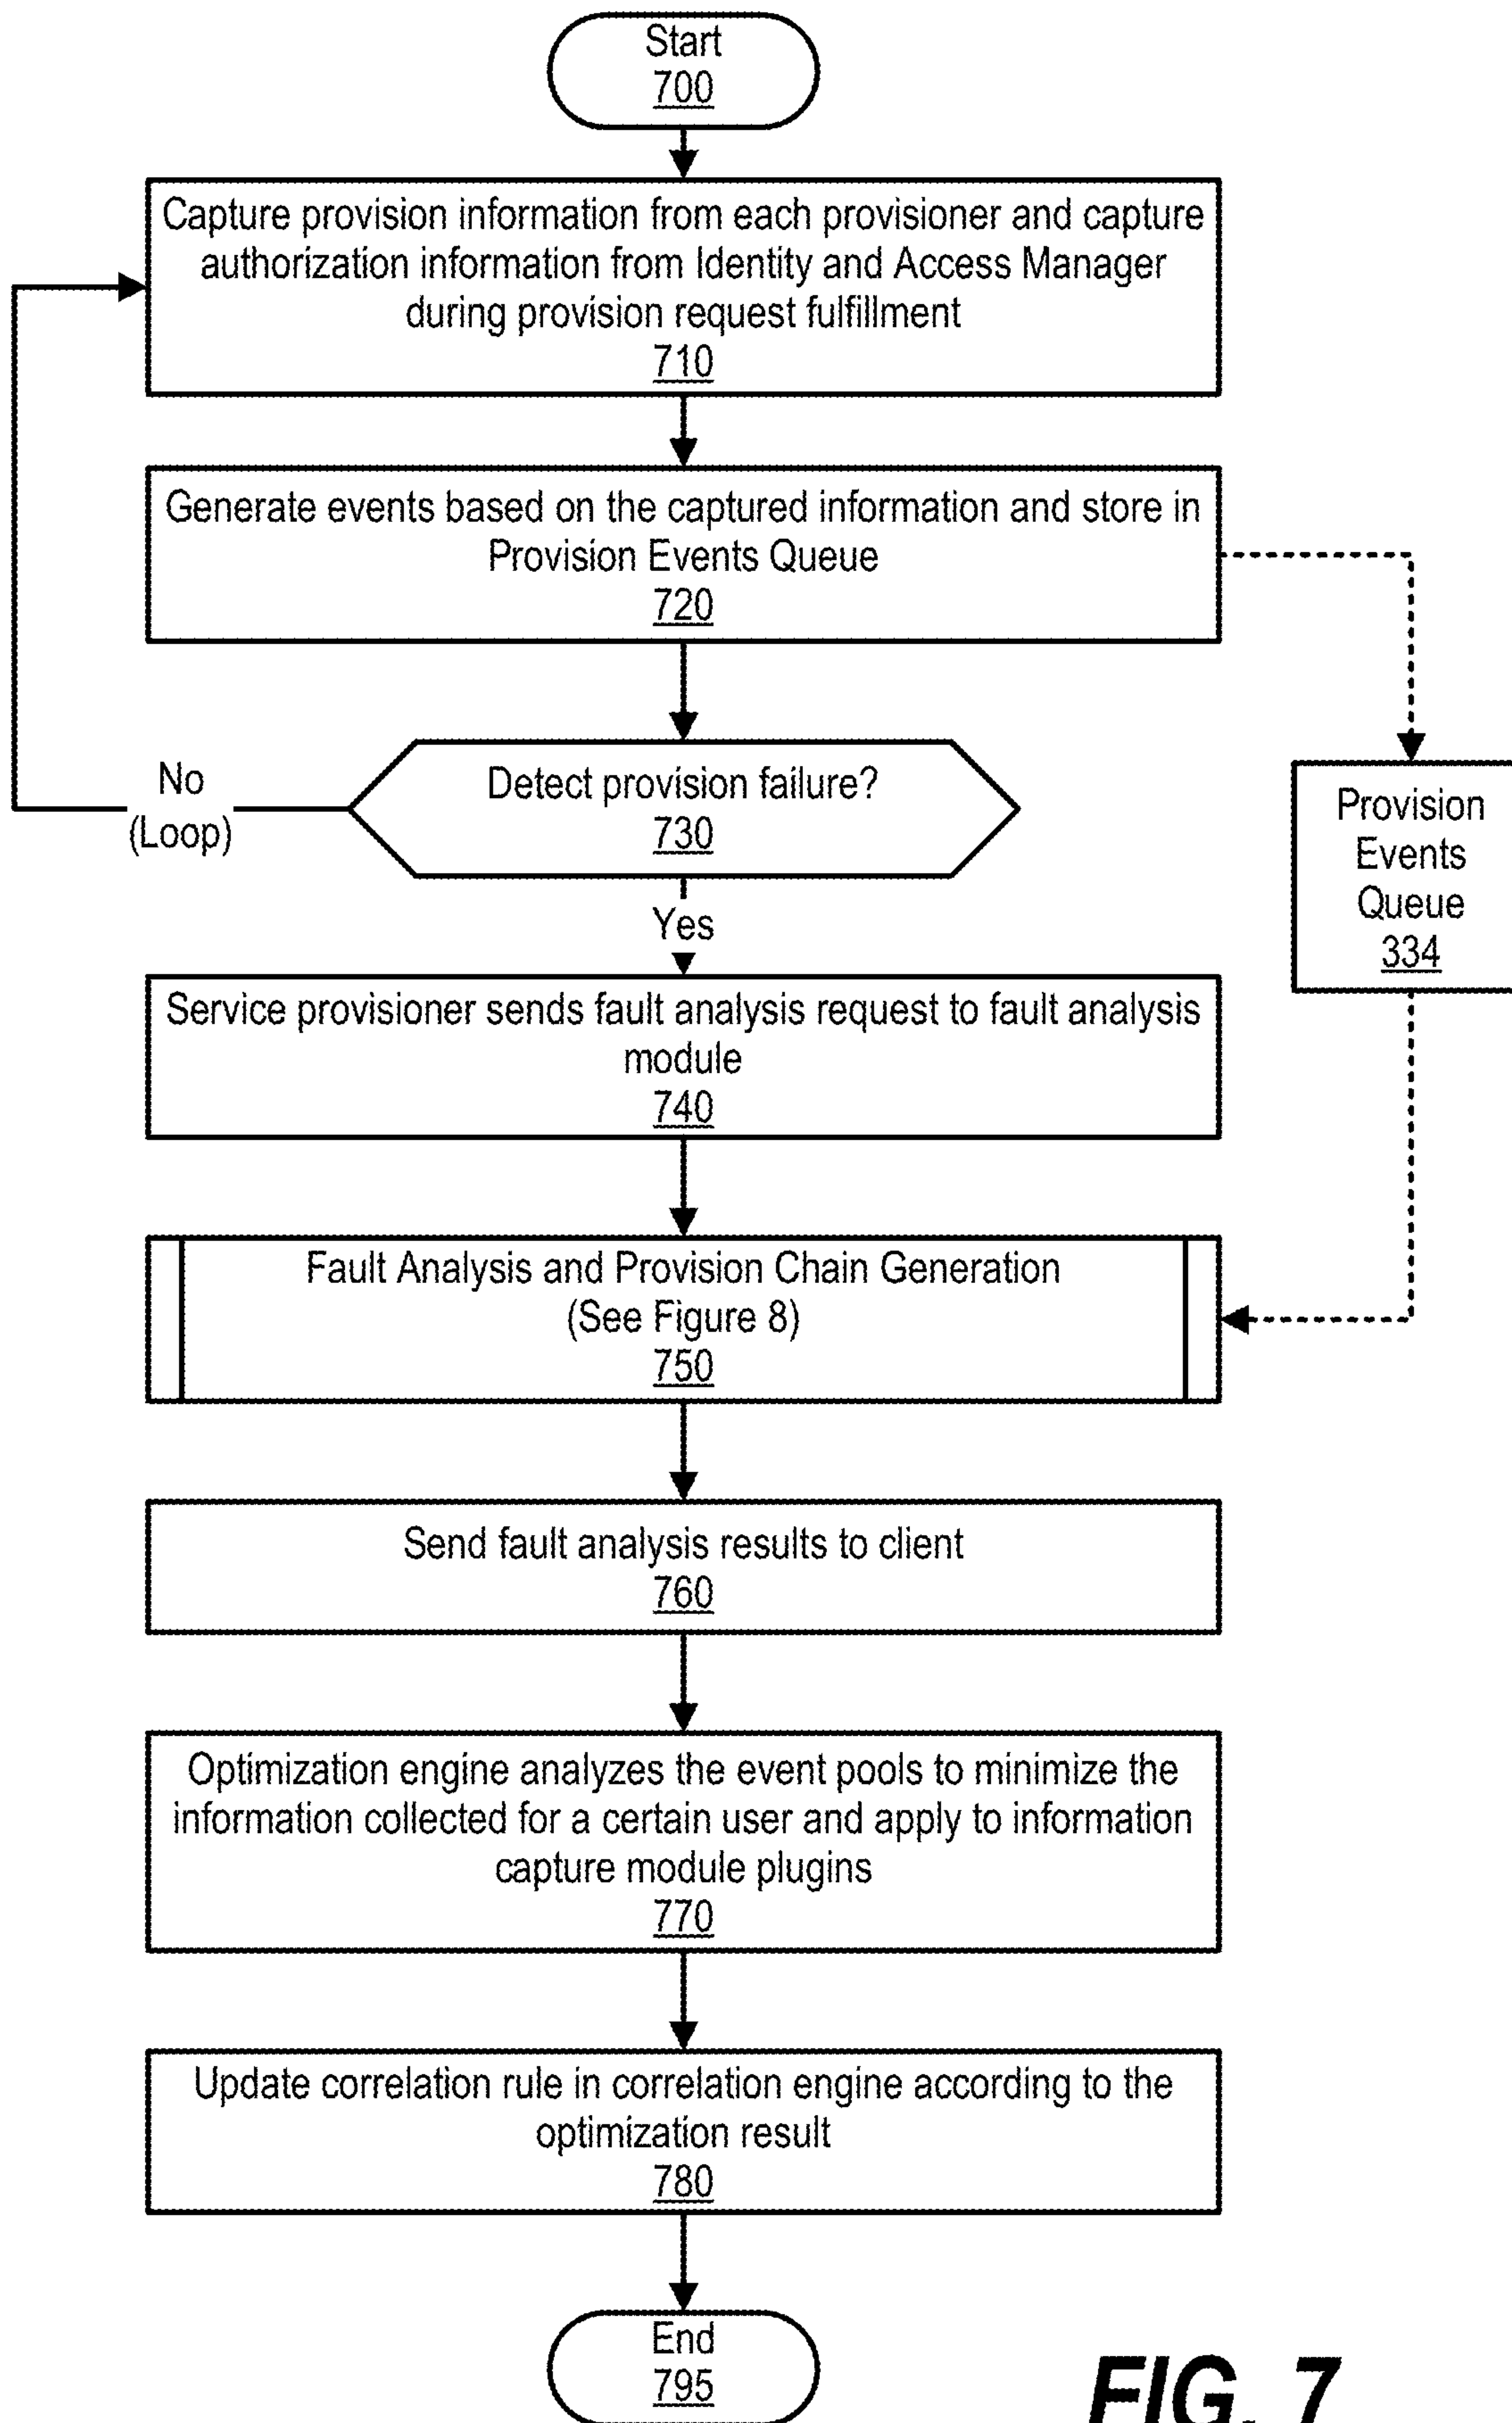 Start
700
Capture provision information from each provisioner and capture
authorization information from Identity and Access Manager
during provision request fulfillment
710
Generate events based on the captured information and store in
Provision Events Queue
720
Detect provision failure?
730
No
(Loop)
Yes
Provision
Events
Queue
334
Service provisioner sends fault analysis request to fault analysis
module
740
Fault Analysis and Provision Chain Generation
(See Figure 8)
750
Send fault analysis results to client
760
Optimization engine analyzes the event pools to minimize the
information collected for a certain user and apply to information
capture module plugins
770
Update correlation rule in correlation engine according to the
optimization result
780
End
795
FIG. 7